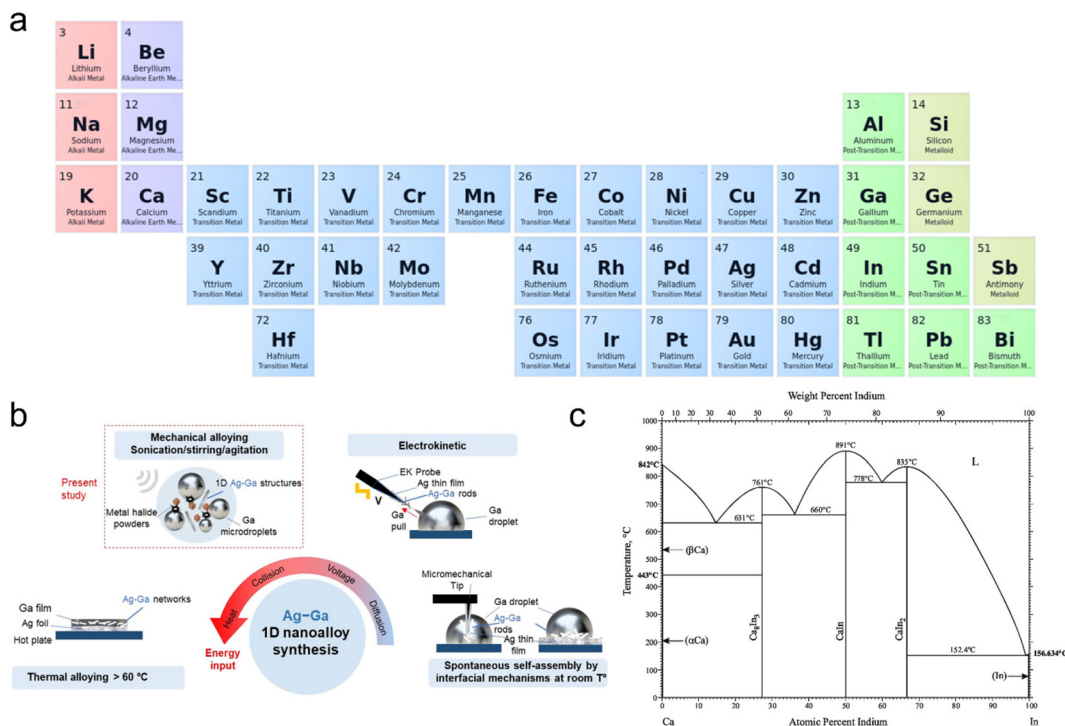 a
3
Li
Lithium
Alkali Metal
4
Be
Beryllium
Alkaline Earth Me...
11
Na
Sodium
Alkali Metal
12
Mg
Magnesium
Alkaline Earth Me...
13
Al
Aluminum
Post-Transition M...
14
Si
Silicon
Metalloid
19
K
Potassium
Alkali Metal
20
Ca
Calcium
Alkaline Earth Me...
21
Sc
Scandium
Transition Metal
22
Ti
Titanium
Transition Metal
23
V
Vanadium
Transition Metal
24
Cr
Chromium
Transition Metal
25
Mn
Manganese
Transition Metal
26
Fe
Iron
Transition Metal
27
Co
Cobalt
Transition Metal
28
Ni
Nickel
Transition Metal
29
Cu
Copper
Transition Metal
30
Zn
Zinc
Transition Metal
31
Ga
Gallium
Post-Transition M...
32
Ge
Germanium
Metalloid
39
Y
Yttrium
Transition Metal
40
Zr
Zirconium
Transition Metal
41
Nb
Niobium
Transition Metal
42
Mo
Molybdenum
Transition Metal
44
Ru
Ruthenium
Transition Metal
45
Rh
Rhodium
Transition Metal
46
Pd
Palladium
Transition Metal
47
Ag
Silver
Transition Metal
48
Cd
Cadmium
Transition Metal
49
In
Indium
Post-Transition M...
50
Sn
Tin
Post-Transition M...
51
Sb
Antimony
Metalloid
72
Hf
Hafnium
Transition Metal
76
Os
Osmium
Transition Metal
77
Ir
Iridium
Transition Metal
78
Pt
Platinum
Transition Metal
79
Au
Gold
Transition Metal
80
Hg
Mercury
Transition Metal
81
Tl
Thallium
Post-Transition M...
82
Pb
Lead
Post-Transition M...
83
Bi
Bismuth
Post-Transition M...
b
Mechanical alloying
Sonication/stirring/agitation
Present
study
1D Ag-Ga structures
Metal halide
powders
Ga
microdroplets
Electrokinetic
EK Probe
Ag thin film
Ag-Ga rods
V
Ga
pull
Ga
droplet
Heat
Collision
Voltage
Diffusion
Energy
input
Ag–Ga
1D nanoalloy
synthesis
Ga film
Ag foil
Hot plate
Ag-Ga networks
Thermal alloying > 60 ºC
Micromechanical
Tip
Ga droplet
Ag-Ga
rods
Ag thin
film
Spontaneous self-assembly by
interfacial mechanisms at room Tº
c
Weight Percent Indium
0 10 20 30 40 50 60 70 80 90 100
Temperature, °C
1000
900
800
700
600
500
400
300
200
100
0
842°C
891°C
835°C
L
778°C
761°C
660°C
631°C
(βCa)
443°C
(αCa)
Ca₈In₃
CaIn
CaIn₂
152.4°C
156.634°C
(In)
0 10 20 30 40 50 60 70 80 90 100
Ca
Atomic Percent Indium
In